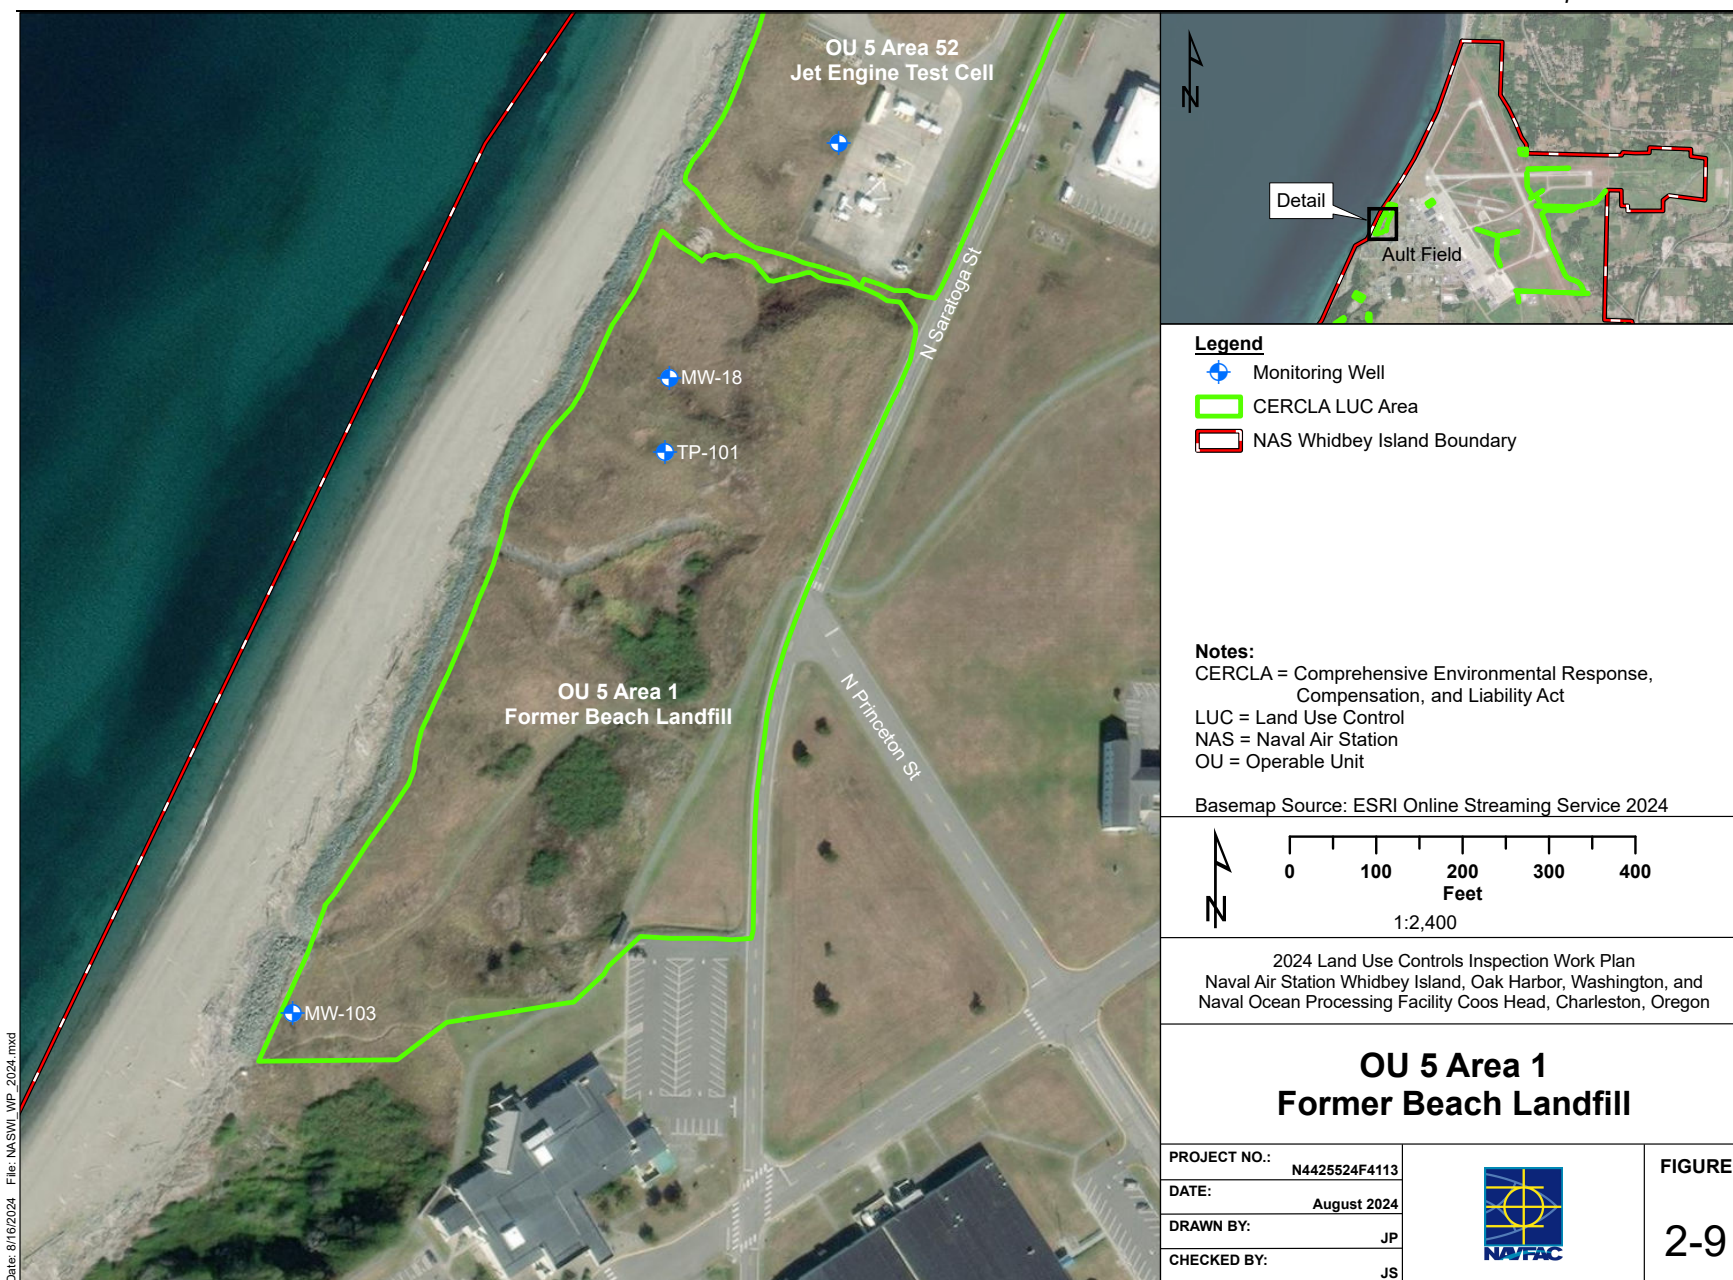 OU 5 Area 52
Jet Engine Test Cell
N Saratoga St
MW-18
TP-101
OU 5 Area 1
Former Beach Landfill
N Princeton St
MW-103
Date: 8/16/2024 File: NASWI_WP_2024.mxd
N
Detail
Ault Field
Legend
Monitoring Well
CERCLA LUC Area
NAS Whidbey Island Boundary
Notes:
CERCLA = Comprehensive Environmental Response,
Compensation, and Liability Act
LUC = Land Use Control
NAS = Naval Air Station
OU = Operable Unit
Basemap Source: ESRI Online Streaming Service 2024
N
0 100 200 300 400
Feet
1:2,400
2024 Land Use Controls Inspection Work Plan
Naval Air Station Whidbey Island, Oak Harbor, Washington, and
Naval Ocean Processing Facility Coos Head, Charleston, Oregon
OU 5 Area 1
Former Beach Landfill
PROJECT NO.:
N4425524F4113
DATE:
August 2024
DRAWN BY:
JP
CHECKED BY:
JS
NAVFAC
FIGURE
2-9